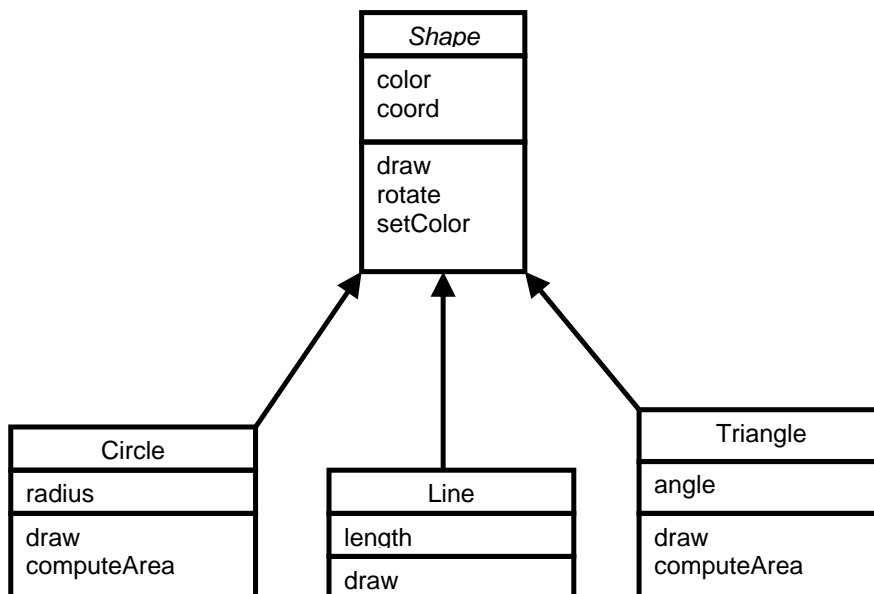 Shape
color
coord
draw
rotate
setColor
Circle
radius
draw
computeArea
Line
length
draw
Triangle
angle
draw
computeArea